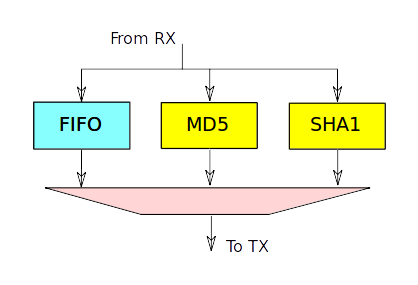 From RX
FIFO
MD5
SHA1
To TX